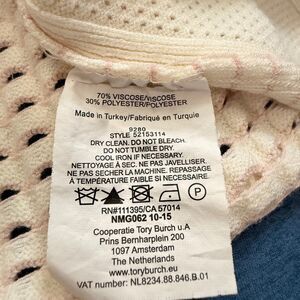 70% VISCOSE/VISCOSE
30% POLYESTER/POLYESTER
Made in Turkey/Fabriqué en Turquie
9280
STYLE 52153114
DRY CLEAN. DO NOT BLEACH.
DO NOT TUMBLE DRY.
COOL IRON IF NECESSARY.
NETTOYAGE À SEC. NE PAS JAVELLISER.
NE PAS SECHER LA MACHINE. REPASSAGE
À TEMPÉRATURE FAIBLE SI NÉCESSAIRE.
P
RN#111395/CA 57014
NMG062 10-15
Cooperatie Tory Burch u.A
Prins Bernharplein 200
1097 Amsterdam
The Netherlands
www.toryburch.eu
VAT number: NL8234.88.846.B.01